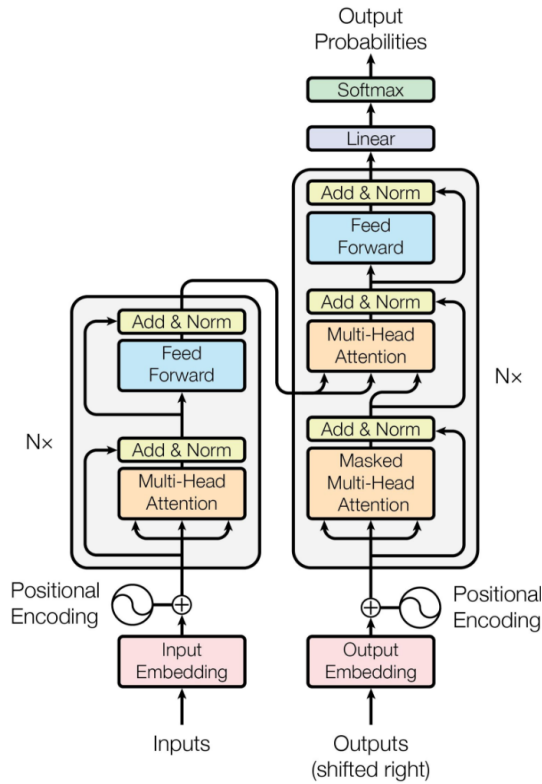 Output
Probabilities
Softmax
Linear
Add & Norm
Feed
Forward
Add & Norm
Multi-Head
Attention
Nx
Add & Norm
Masked
Multi-Head
Attention
Add & Norm
Feed
Forward
Nx
Add & Norm
Multi-Head
Attention
Positional
Encoding
Positional
Encoding
Input
Embedding
Output
Embedding
Inputs
Outputs
(shifted right)